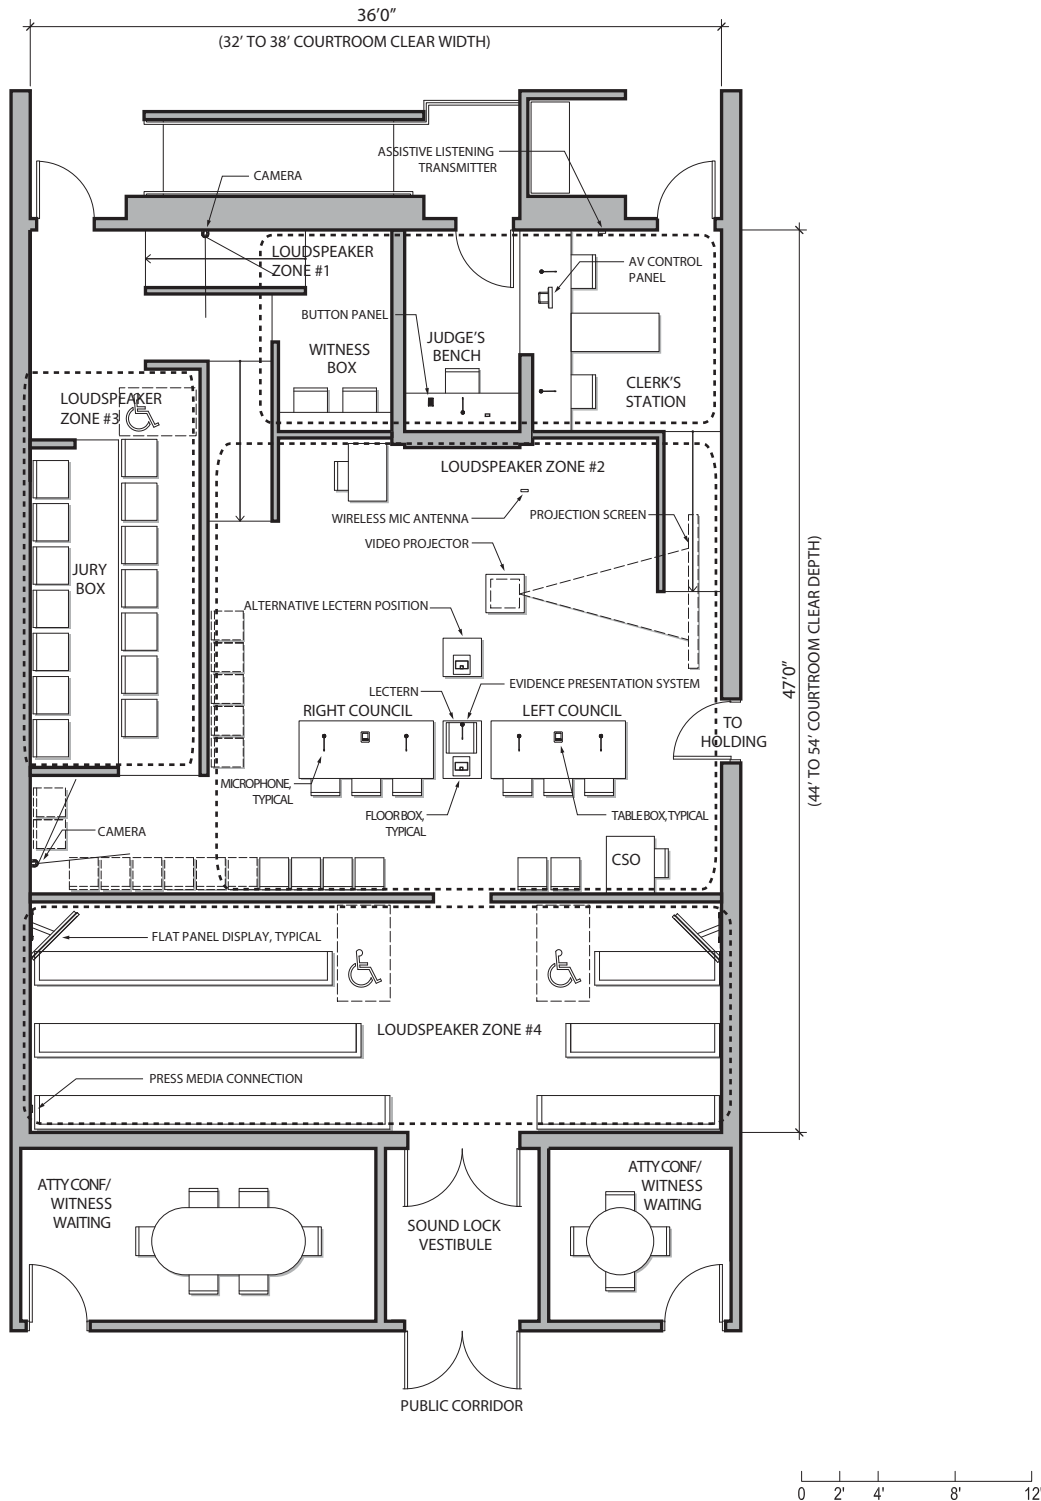 36'0"
(32' TO 38' COURTROOM CLEAR WIDTH)
ASSISTIVE LISTENING
TRANSMITTER
CAMERA
LOUDSPEAKER
ZONE #1
AV CONTROL
PANEL
BUTTON PANEL
JUDGE'S
BENCH
WITNESS
BOX
CLERK'S
STATION
LOUDSPEAKER
ZONE #3
LOUDSPEAKER ZONE #2
WIRELESS MIC ANTENNA
PROJECTION SCREEN
VIDEO PROJECTOR
JURY
BOX
ALTERNATIVE LECTERN POSITION
47'0"
(44' TO 54' COURTROOM CLEAR DEPTH)
LECTERN
EVIDENCE PRESENTATION SYSTEM
RIGHT COUNCIL
LEFT COUNCIL
TO
HOLDING
MICROPHONE,
TYPICAL
FLOOR BOX,
TYPICAL
TABLE BOX, TYPICAL
CAMERA
CSO
FLAT PANEL DISPLAY, TYPICAL
LOUDSPEAKER ZONE #4
PRESS MEDIA CONNECTION
ATTY CONF/
WITNESS
WAITING
SOUND LOCK
VESTIBULE
ATTY CONF/
WITNESS
WAITING
PUBLIC CORRIDOR
0 2' 4' 8' 12'